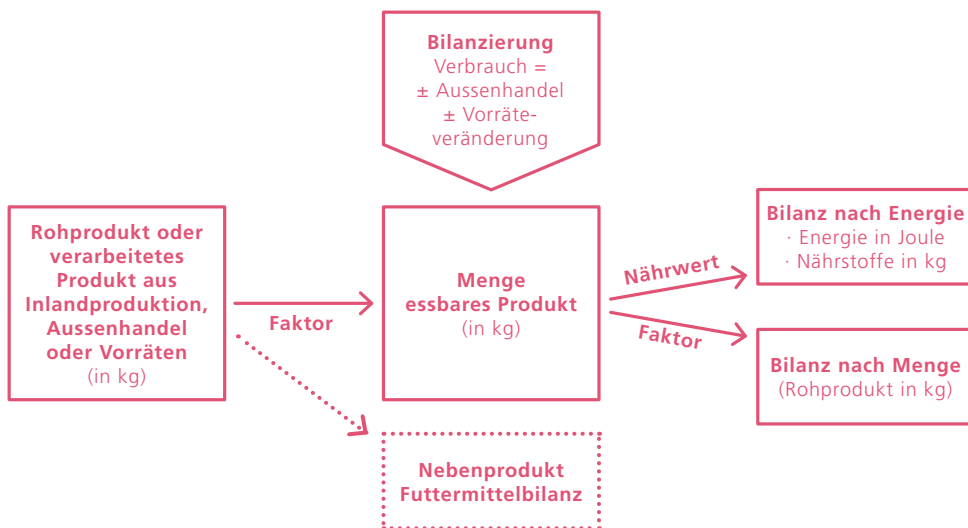 Bilanzierung
Verbrauch =
± Aussenhandel
± Vorräte-
veränderung
Rohprodukt oder
verarbeitetes
Produkt aus
Inlandproduktion,
Aussenhandel
oder Vorräten
(in kg)
Faktor
Menge
essbares Produkt
(in kg)
Nährwert
Faktor
Bilanz nach Energie
· Energie in Joule
· Nährstoffe in kg
Bilanz nach Menge
(Rohprodukt in kg)
Nebenprodukt
Futtermittelbilanz